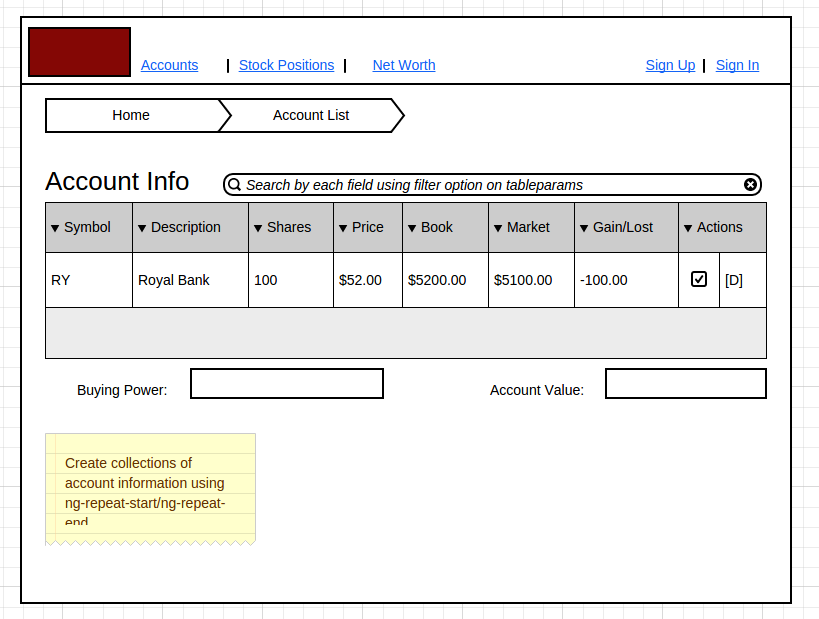 Accounts | Stock Positions | Net Worth Sign Up | Sign In
Home Account List
Account Info Search by each field using filter option on tableparams
Symbol Description Shares Price Book Market Gain/Lost Actions
RY Royal Bank 100 $52.00 $5200.00 $5100.00 -100.00 [D]
Buying Power: Account Value:
Create collections of
account information using
ng-repeat-start/ng-repeat-
end